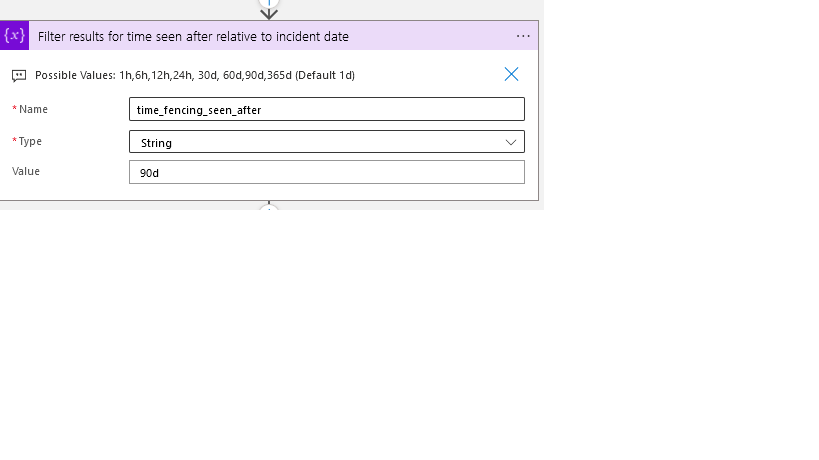 {x} Filter results for time seen after relative to incident date ...
Possible Values: 1h,6h,12h,24h, 30d, 60d,90d,365d (Default 1d)
* Name time_fencing_seen_after
* Type String
Value 90d